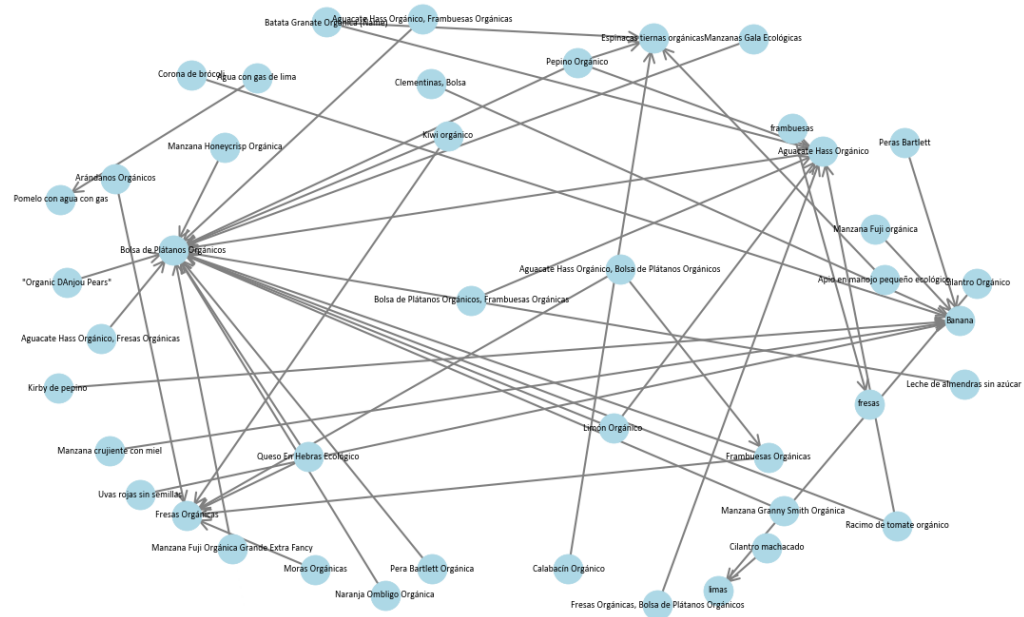 Aguacate Hass Orgánico, Frambuesas Orgánicas
Batata Granate Orgánica (Name)
Espinacas tiernas orgánicas
Manzanas Gala Ecológicas
Pepino Orgánico
Corona de brócoli
Agua con gas de lima
Clementinas, Bolsa
frambuesas
Kiwi orgánico
Peras Bartlett
Manzana Honeycrisp Orgánica
Aguacate Hass Orgánico
Arándanos Orgánicos
Pomelo con agua con gas
Manzana Fuji orgánica
Bolsa de Plátanos Orgánicos
Aguacate Hass Orgánico, Bolsa de Plátanos Orgánicos
Apio en manojo pequeño ecológico
Cilantro Orgánico
"Organic DAnjou Pears"
Bolsa de Plátanos Orgánicos, Frambuesas Orgánicas
Banana
Aguacate Hass Orgánico, Fresas Orgánicas
Kirby de pepino
Leche de almendras sin azúcar
fresas
Limón Orgánico
Manzana crujiente con miel
Queso En Hebras Ecológico
Frambuesas Orgánicas
Uvas rojas sin semillas
Fresas Orgánicas
Manzana Granny Smith Orgánica
Racimo de tomate orgánico
Manzana Fuji Orgánica Grande Extra Fancy
Cilantro machacado
Moras Orgánicas
Pera Bartlett Orgánica
Calabacín Orgánico
limas
Naranja Ombligo Orgánica
Fresas Orgánicas, Bolsa de Plátanos Orgánicos